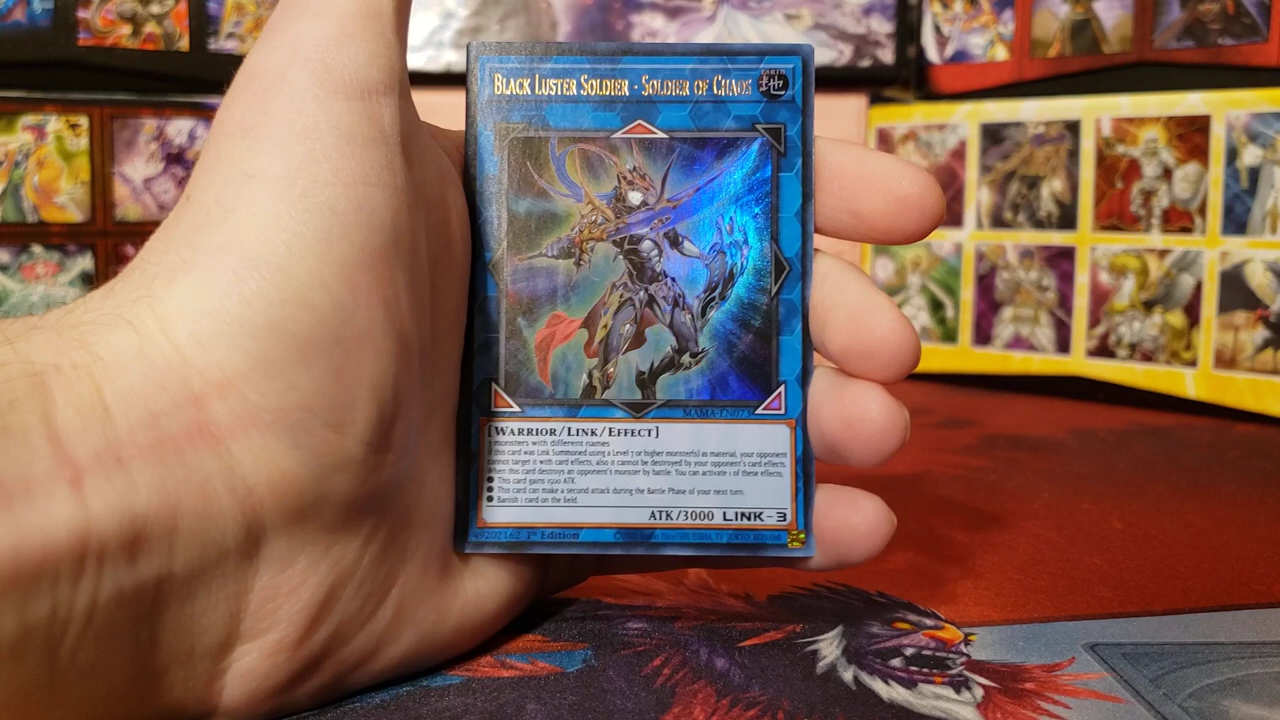 BLACK LUSTER SOLDIER - SOLDIER OF CHAOS
EARTH
地
MAMA-EN073
[WARRIOR/LINK/EFFECT]
3 monsters with different names
If this card was Link Summoned using a Level 7 or higher monster(s) as material, your opponent
cannot target it with card effects, also it cannot be destroyed by your opponent's card effects.
When this card destroys an opponent's monster by battle: You can activate 1 of these effects;
● This card gains 1500 ATK.
● This card can make a second attack during the Battle Phase of your next turn.
● Banish 1 card on the field.
ATK/3000 LINK-3
49202162 1st Edition